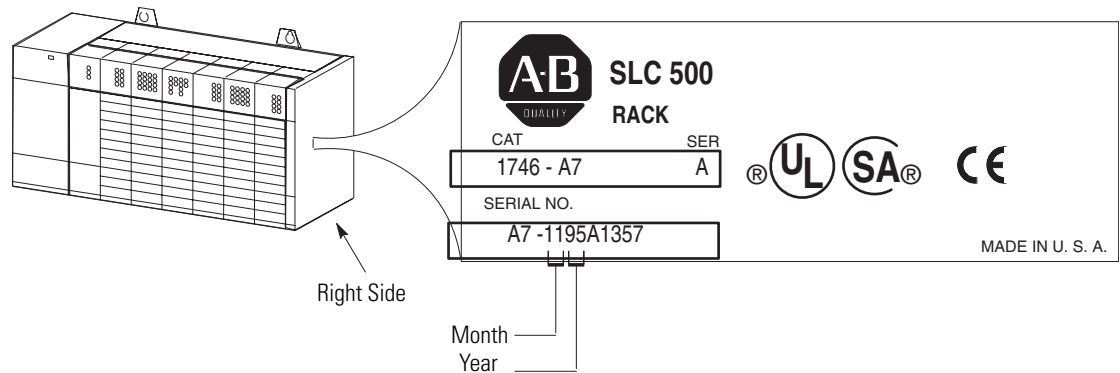 A-B
QUALITY
SLC 500
RACK
CAT SER
1746 - A7 A
SERIAL NO.
A7 -1195A1357
® UL SA ® CE
MADE IN U. S. A.
Right Side
Month
Year